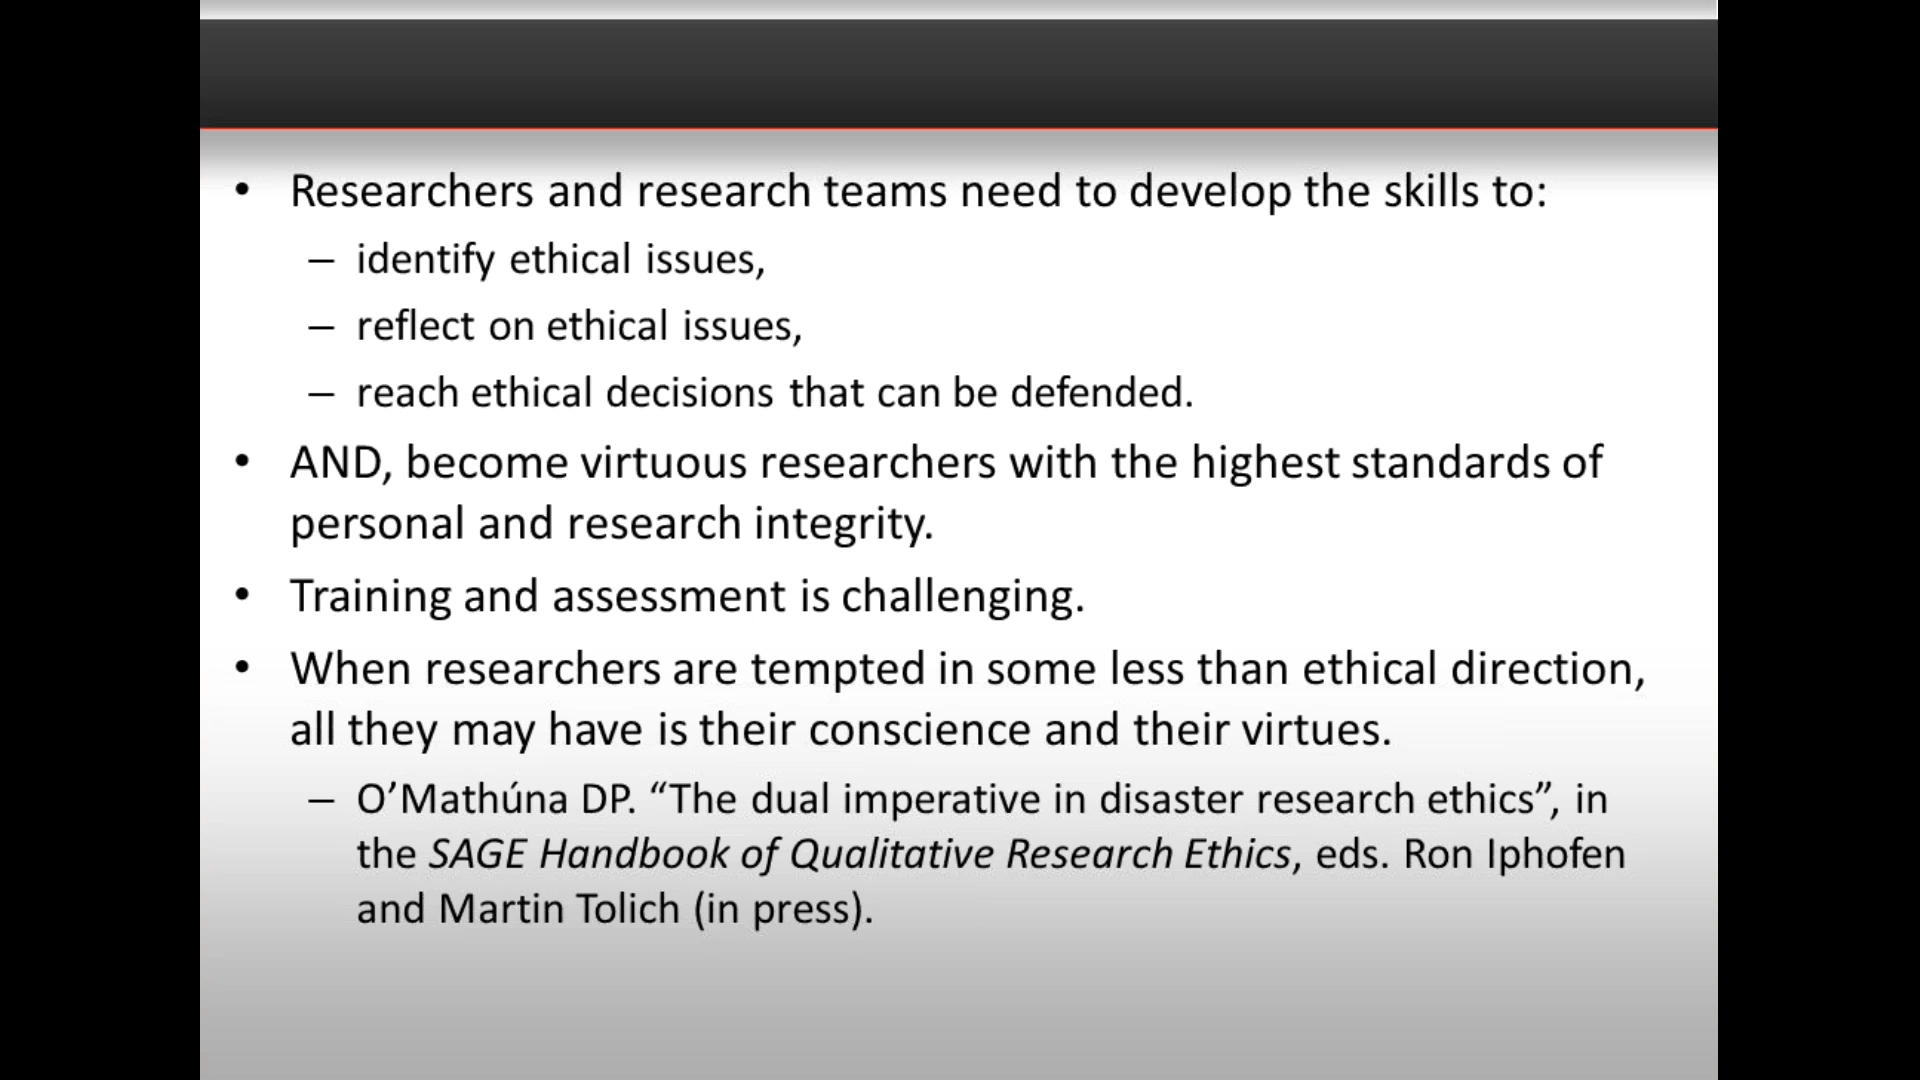 • Researchers and research teams need to develop the skills to:
– identify ethical issues,
– reflect on ethical issues,
– reach ethical decisions that can be defended.
• AND, become virtuous researchers with the highest standards of
personal and research integrity.
• Training and assessment is challenging.
• When researchers are tempted in some less than ethical direction,
all they may have is their conscience and their virtues.
– O’Mathúna DP. “The dual imperative in disaster research ethics”, in
the SAGE Handbook of Qualitative Research Ethics, eds. Ron Iphofen
and Martin Tolich (in press).